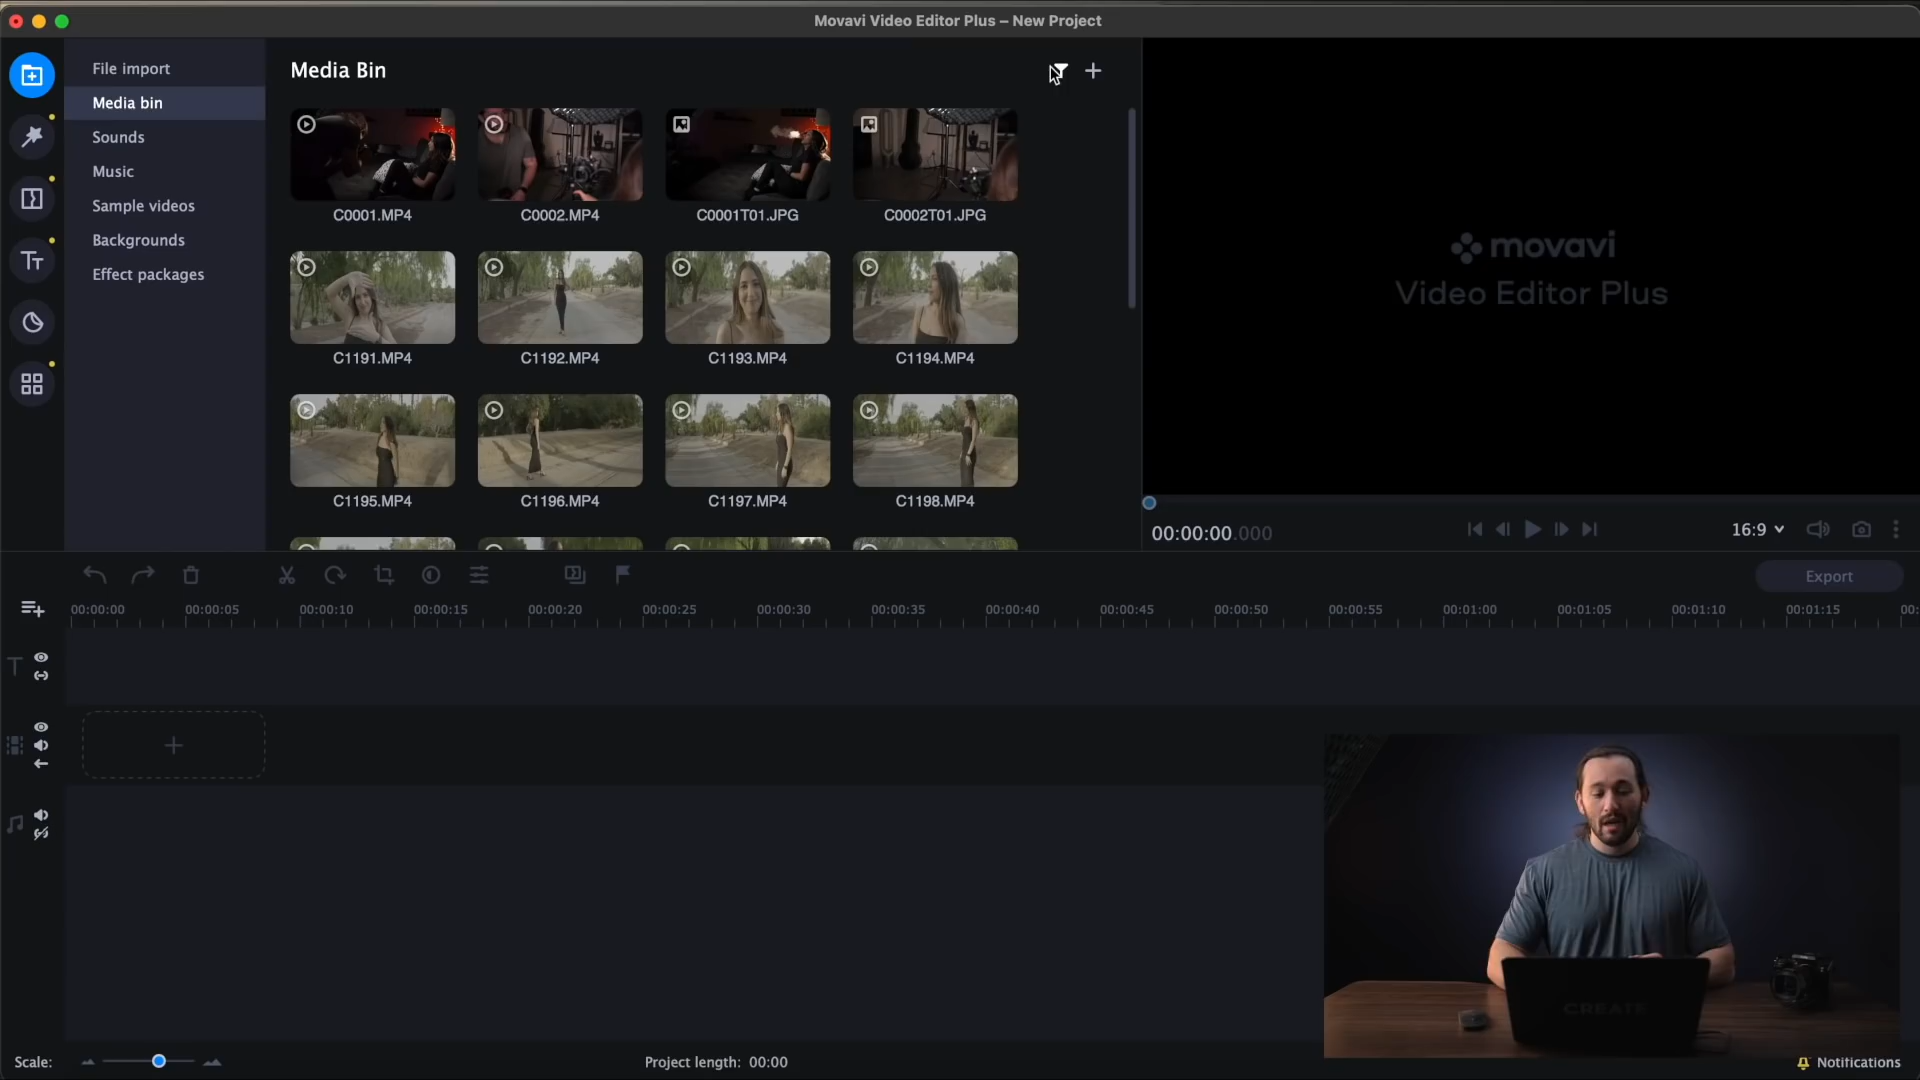 Movavi Video Editor Plus – New Project
File import
Media bin
Sounds
Music
Sample videos
Backgrounds
Effect packages
Media Bin
C0001.MP4
C0002.MP4
C0001T01.JPG
C0002T01.JPG
C1191.MP4
C1192.MP4
C1193.MP4
C1194.MP4
C1195.MP4
C1196.MP4
C1197.MP4
C1198.MP4
movavi
Video Editor Plus
00:00:00.000
16:9
Export
00:00:00 00:00:05 00:00:10 00:00:15 00:00:20 00:00:25 00:00:30 00:00:35 00:00:40 00:00:45 00:00:50 00:00:55 00:01:00 00:01:05 00:01:10 00:01:15 00:
CREATE
Scale:
Project length: 00:00
Notifications